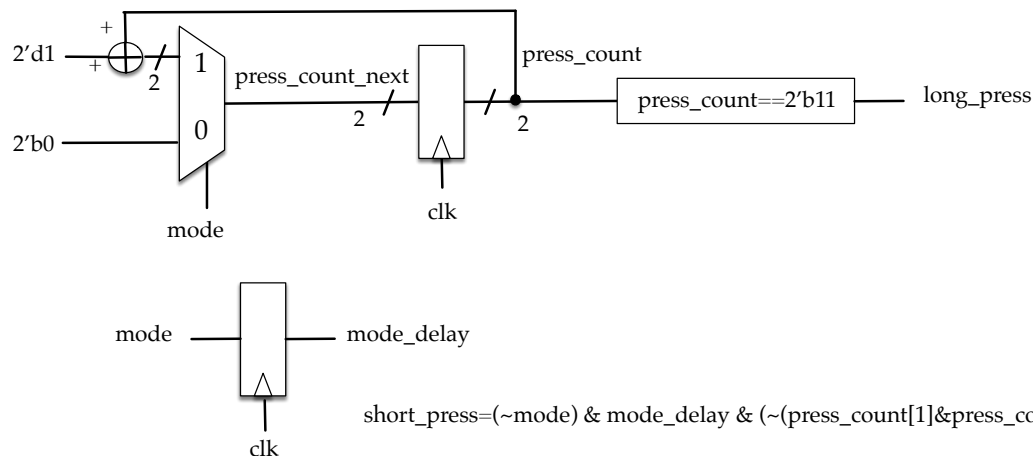 +
2'd1
+
2
1
press_count_next
press_count
2
2
press_count==2'b11
long_press
2'b0
0
clk
mode
mode
mode_delay
clk
short_press=(~mode) & mode_delay & (~(press_count[1]&press_co